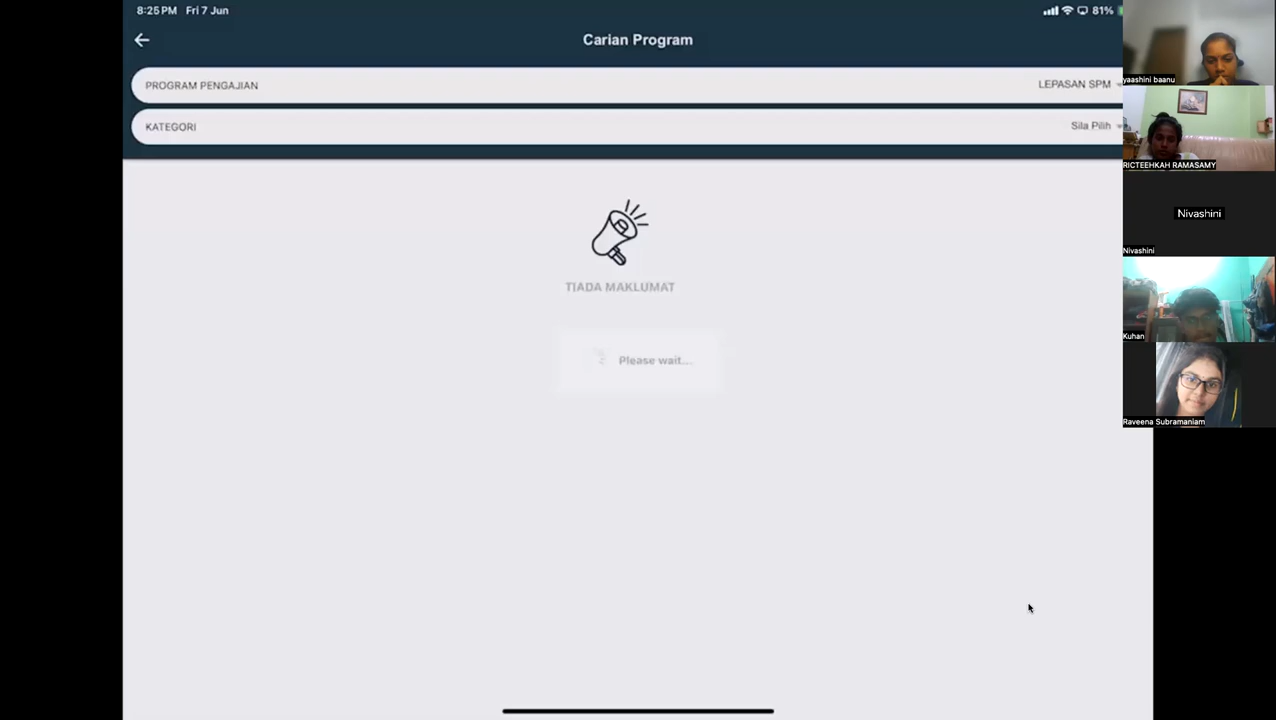 8:25 PM Fri 7 Jun
81%
Carian Program
PROGRAM PENGAJIAN
LEPASAN SPM
KATEGORI
Sila Pilih
TIADA MAKLUMAT
Please wait....
yaashini baanu
RICTEEHKAH RAMASAMY
Nivashini
Nivashini
Kuhan
Raveena Subramaniam